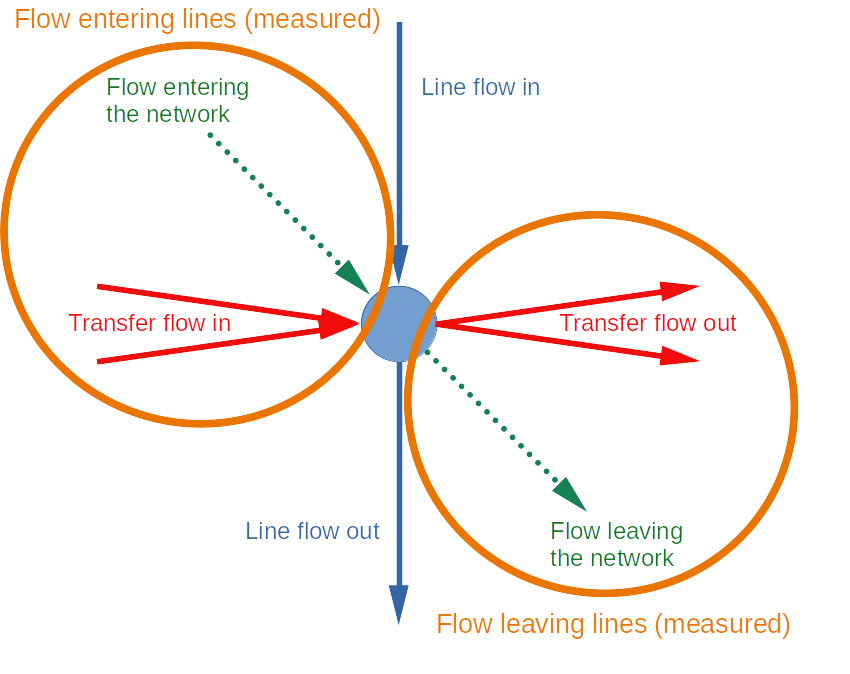 Flow entering lines (measured)
Flow entering
the network
Line flow in
Transfer flow in
Transfer flow out
Line flow out
Flow leaving
the network
Flow leaving lines (measured)